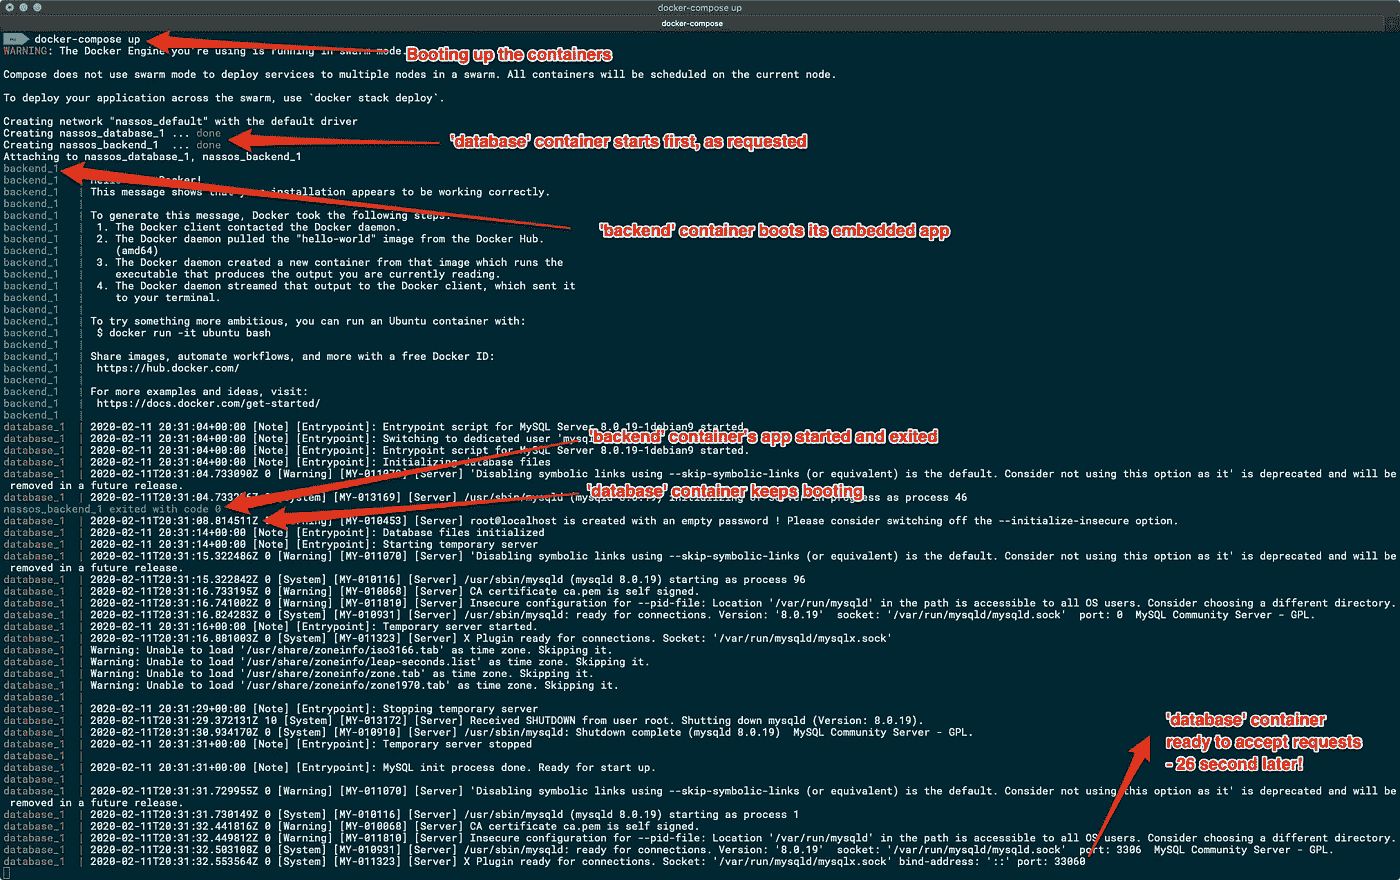 docker-compose up
docker-compose
docker-compose up
WARNING: The Docker Engine you're using is running in swarm mode.
Booting up the containers
Compose does not use swarm mode to deploy services to multiple nodes in a swarm. All containers will be scheduled on the current node.
To deploy your application across the swarm, use `docker stack deploy`.
Creating network "nassos_default" with the default driver
Creating nassos_database_1 ... done
Creating nassos_backend_1  ... done
'database' container starts first, as requested
Attaching to nassos_database_1, nassos_backend_1
backend_1   |
backend_1   | Docker!
backend_1   | This message shows installation appears to be working correctly.
backend_1   |
backend_1   | To generate this message, Docker took the following steps:
backend_1   |  1. The Docker client contacted the Docker daemon.
'backend' container boots its embedded app
backend_1   |  2. The Docker daemon pulled the "hello-world" image from the Docker Hub.
backend_1   |     (amd64)
backend_1   |  3. The Docker daemon created a new container from that image which runs the
backend_1   |     executable that produces the output you are currently reading.
backend_1   |  4. The Docker daemon streamed that output to the Docker client, which sent it
backend_1   |     to your terminal.
backend_1   |
backend_1   | To try something more ambitious, you can run an Ubuntu container with:
backend_1   |  $ docker run -it ubuntu bash
backend_1   |
backend_1   | Share images, automate workflows, and more with a free Docker ID:
backend_1   |  https://hub.docker.com/
backend_1   |
backend_1   | For more examples and ideas, visit:
backend_1   |  https://docs.docker.com/get-started/
backend_1   |
database_1  | 2020-02-11 20:31:04+00:00 [Note] [Entrypoint]: Entrypoint script for MySQL Server 8.0.19-1debian9 started.
database_1  | 2020-02-11 20:31:04+00:00 [Note] [Entrypoint]: Switching to dedicated user 'mysql
'backend' container's app started and exited
database_1  | 2020-02-11 20:31:04+00:00 [Note] [Entrypoint]: Entrypoint script for MySQL Server 8.0.19-1debian9 started.
database_1  | 2020-02-11 20:31:04+00:00 [Note] [Entrypoint]: Initializing database files
database_1  | 2020-02-11T20:31:04.733090Z 0 [Warning] [MY-011070] [Server] 'Disabling symbolic links using --skip-symbolic-links (or equivalent) is the default. Consider not using this option as it' is deprecated and will be
removed in a future release.
'database' container keeps booting
database_1  | [System] [MY-013169] [Server] /usr/sbin/mysqld in progress as process 46
nassos_backend_1 exited with code 0
database_1  | 2020-02-11T20:31:08.814511Z [MY-010453] [Server] root@localhost is created with an empty password ! Please consider switching off the --initialize-insecure option.
database_1  | 2020-02-11 20:31:14+00:00 [Note] [Entrypoint]: Database files initialized
database_1  | 2020-02-11 20:31:14+00:00 [Note] [Entrypoint]: Starting temporary server
database_1  | 2020-02-11T20:31:15.322486Z 0 [Warning] [MY-011070] [Server] 'Disabling symbolic links using --skip-symbolic-links (or equivalent) is the default. Consider not using this option as it' is deprecated and will be
removed in a future release.
database_1  | 2020-02-11T20:31:15.322842Z 0 [System] [MY-010116] [Server] /usr/sbin/mysqld (mysqld 8.0.19) starting as process 96
database_1  | 2020-02-11T20:31:16.733195Z 0 [Warning] [MY-010068] [Server] CA certificate ca.pem is self signed.
database_1  | 2020-02-11T20:31:16.741002Z 0 [Warning] [MY-011810] [Server] Insecure configuration for --pid-file: Location '/var/run/mysqld' in the path is accessible to all OS users. Consider choosing a different directory.
database_1  | 2020-02-11T20:31:16.824283Z 0 [System] [MY-010931] [Server] /usr/sbin/mysqld: ready for connections. Version: '8.0.19'  socket: '/var/run/mysqld/mysqld.sock'  port: 0  MySQL Community Server - GPL.
database_1  | 2020-02-11 20:31:16+00:00 [Note] [Entrypoint]: Temporary server started.
database_1  | 2020-02-11T20:31:16.881003Z 0 [System] [MY-011323] [Server] X Plugin ready for connections. Socket: '/var/run/mysqld/mysqlx.sock'
database_1  | Warning: Unable to load '/usr/share/zoneinfo/iso3166.tab' as time zone. Skipping it.
database_1  | Warning: Unable to load '/usr/share/zoneinfo/leap-seconds.list' as time zone. Skipping it.
database_1  | Warning: Unable to load '/usr/share/zoneinfo/zone.tab' as time zone. Skipping it.
database_1  | Warning: Unable to load '/usr/share/zoneinfo/zone1970.tab' as time zone. Skipping it.
database_1  |
database_1  | 2020-02-11 20:31:29+00:00 [Note] [Entrypoint]: Stopping temporary server
database_1  | 2020-02-11T20:31:29.372131Z 10 [System] [MY-013172] [Server] Received SHUTDOWN from user root. Shutting down mysqld (Version: 8.0.19).
database_1  | 2020-02-11T20:31:30.934170Z 0 [System] [MY-010910] [Server] /usr/sbin/mysqld: Shutdown complete (mysqld 8.0.19)  MySQL Community Server - GPL.
database_1  | 2020-02-11 20:31:31+00:00 [Note] [Entrypoint]: Temporary server stopped
'database' container
ready to accept requests
- 26 second later!
database_1  |
database_1  | 2020-02-11 20:31:31+00:00 [Note] [Entrypoint]: MySQL init process done. Ready for start up.
database_1  |
database_1  | 2020-02-11T20:31:31.729955Z 0 [Warning] [MY-011070] [Server] 'Disabling symbolic links using --skip-symbolic-links (or equivalent) is the default. Consider not using this option as it' is deprecated and will be
removed in a future release.
database_1  | 2020-02-11T20:31:31.730149Z 0 [System] [MY-010116] [Server] /usr/sbin/mysqld (mysqld 8.0.19) starting as process 1
database_1  | 2020-02-11T20:31:32.441816Z 0 [Warning] [MY-010068] [Server] CA certificate ca.pem is self signed.
database_1  | 2020-02-11T20:31:32.449812Z 0 [Warning] [MY-011810] [Server] Insecure configuration for --pid-file: Location '/var/run/mysqld' in the path is accessible to all OS users. Consider choosing a different directory.
database_1  | 2020-02-11T20:31:32.503108Z 0 [System] [MY-010931] [Server] /usr/sbin/mysqld: ready for connections. Version: '8.0.19'  socket: '/var/run/mysqld/mysqld.sock'  port: 3306  MySQL Community Server - GPL.
database_1  | 2020-02-11T20:31:32.553564Z 0 [System] [MY-011323] [Server] X Plugin ready for connections. Socket: '/var/run/mysqld/mysqlx.sock' bind-address: '::' port: 33060